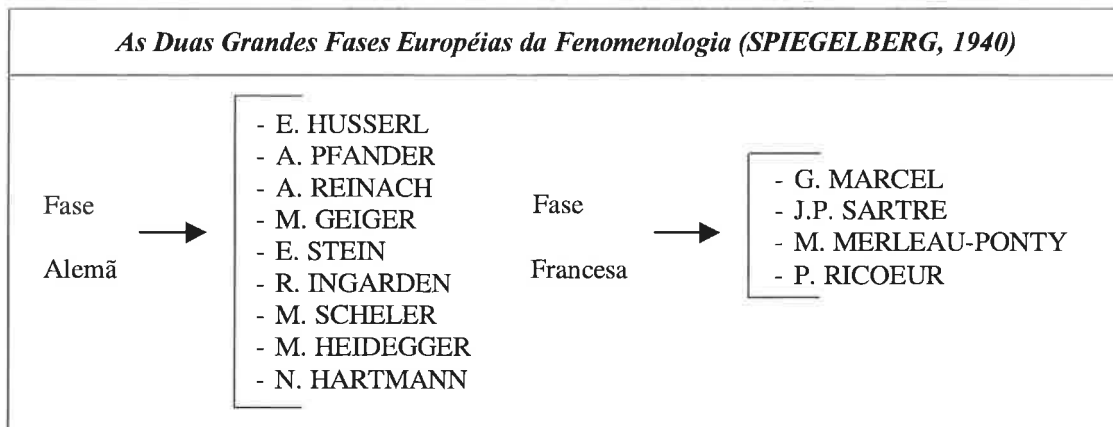 As Duas Grandes Fases Européias da Fenomenologia (SPIEGELBERG, 1940)
Fase
Alemã
- E. HUSSERL
- A. PFANDER
- A. REINACH
- M. GEIGER
- E. STEIN
- R. INGARDEN
- M. SCHELER
- M. HEIDEGGER
- N. HARTMANN
Fase
Francesa
- G. MARCEL
- J.P. SARTRE
- M. MERLEAU-PONTY
- P. RICOEUR